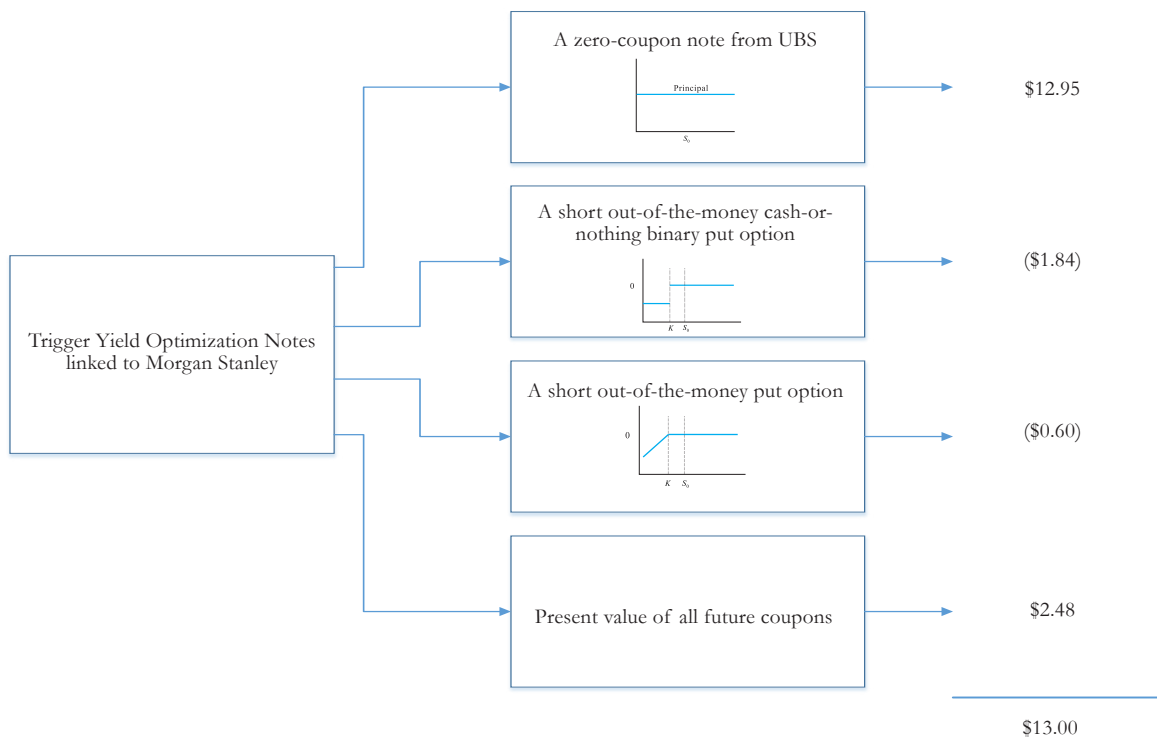 A zero-coupon note from UBS
Principal
S₀
$12.95
A short out-of-the-money cash-or-
nothing binary put option
0
K S₀
($1.84)
Trigger Yield Optimization Notes
linked to Morgan Stanley
A short out-of-the-money put option
0
K S₀
($0.60)
Present value of all future coupons
$2.48
$13.00